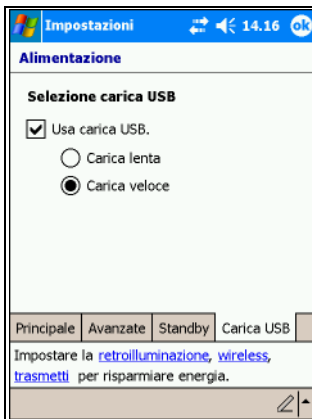 Impostazioni 14.16 ok
Alimentazione
Selezione carica USB
Usa carica USB.
Carica lenta
Carica veloce
Principale Avanzate Standby Carica USB
Impostare la retroilluminazione, wireless,
trasmetti per risparmiare energia.